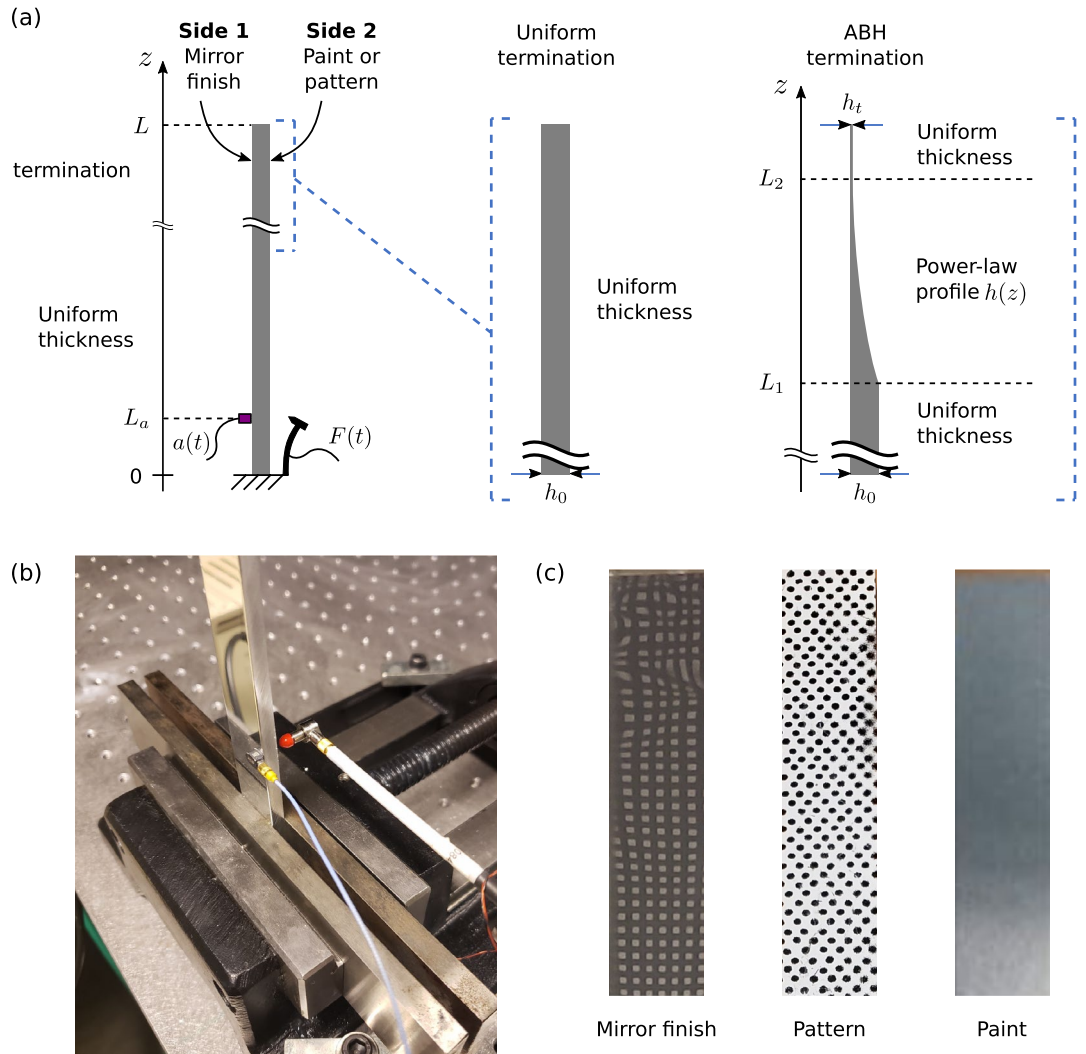 (a)
Side 1
Mirror
finish
Side 2
Paint or
pattern
z
L
termination
Uniform
thickness
L_a
a(t)
F(t)
0
Uniform
termination
Uniform
thickness
h_0
ABH
termination
z
h_t
Uniform
thickness
L_2
Power-law
profile h(z)
L_1
Uniform
thickness
h_0
(b)
(c)
Mirror finish
Pattern
Paint